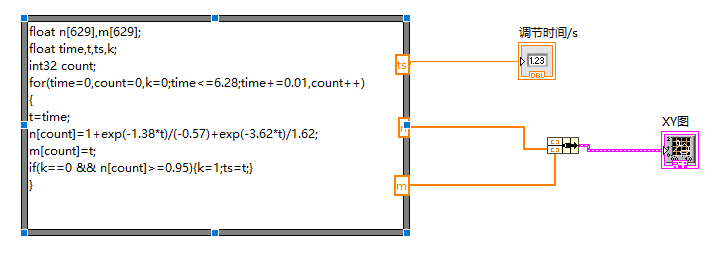 float n[629],m[629];
float time,t,ts,k;
int32 count;
for(time=0,count=0,k=0;time<=6.28;time+=0.01,count++)
{
t=time;
n[count]=1+exp(-1.38*t)/(-0.57)+exp(-3.62*t)/1.62;
m[count]=t;
if(k==0 && n[count]>=0.95){k=1;ts=t;}
}
ts
n
m
调节时间/s
1.23
DBL
XY图